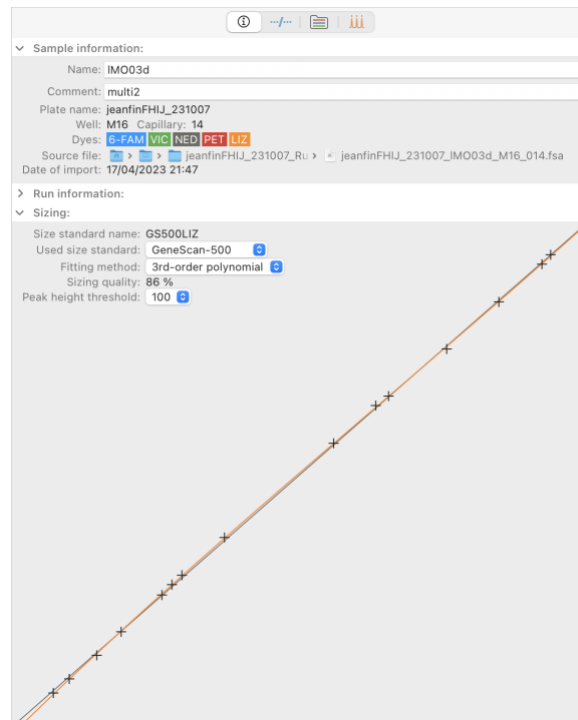 Sample information:
Name: IMO03d
Comment: multi2
Plate name: jeanfinFHIJ_231007
Well: M16 Capillary: 14
Dyes: 6-FAM VIC NED PET LIZ
Source file: jeanfinFHIJ_231007_Ru jeanfinFHIJ_231007_IMO03d_M16_014.fsa
Date of import: 17/04/2023 21:47
Run information:
Sizing:
Size standard name: GS500LIZ
Used size standard: GeneScan-500
Fitting method: 3rd-order polynomial
Sizing quality: 86 %
Peak height threshold: 100